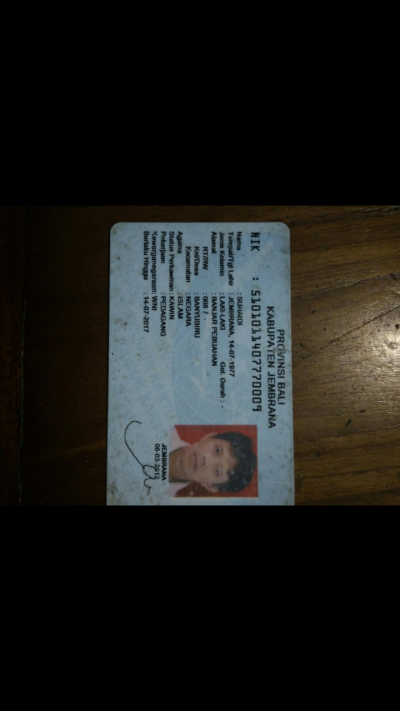 PROVINSI BALI
KABUPATEN JEMBRANA
NIK : 5101011407770009
Nama : SUHADI
Tempat/Tgl Lahir : JEMBRANA, 14-07-1977
Jenis Kelamin : LAKI-LAKI Gol. Darah : -
Alamat : BANJAR PEBUAHAN
RT/RW : 008 / -
Kel/Desa : BANYUBIRU
Kecamatan : NEGARA
Agama : ISLAM
Status Perkawinan : KAWIN
Pekerjaan : PEDAGANG
Kewarganegaraan : WNI
Berlaku Hingga : 14-07-2017
JEMBRANA
06-03-2012